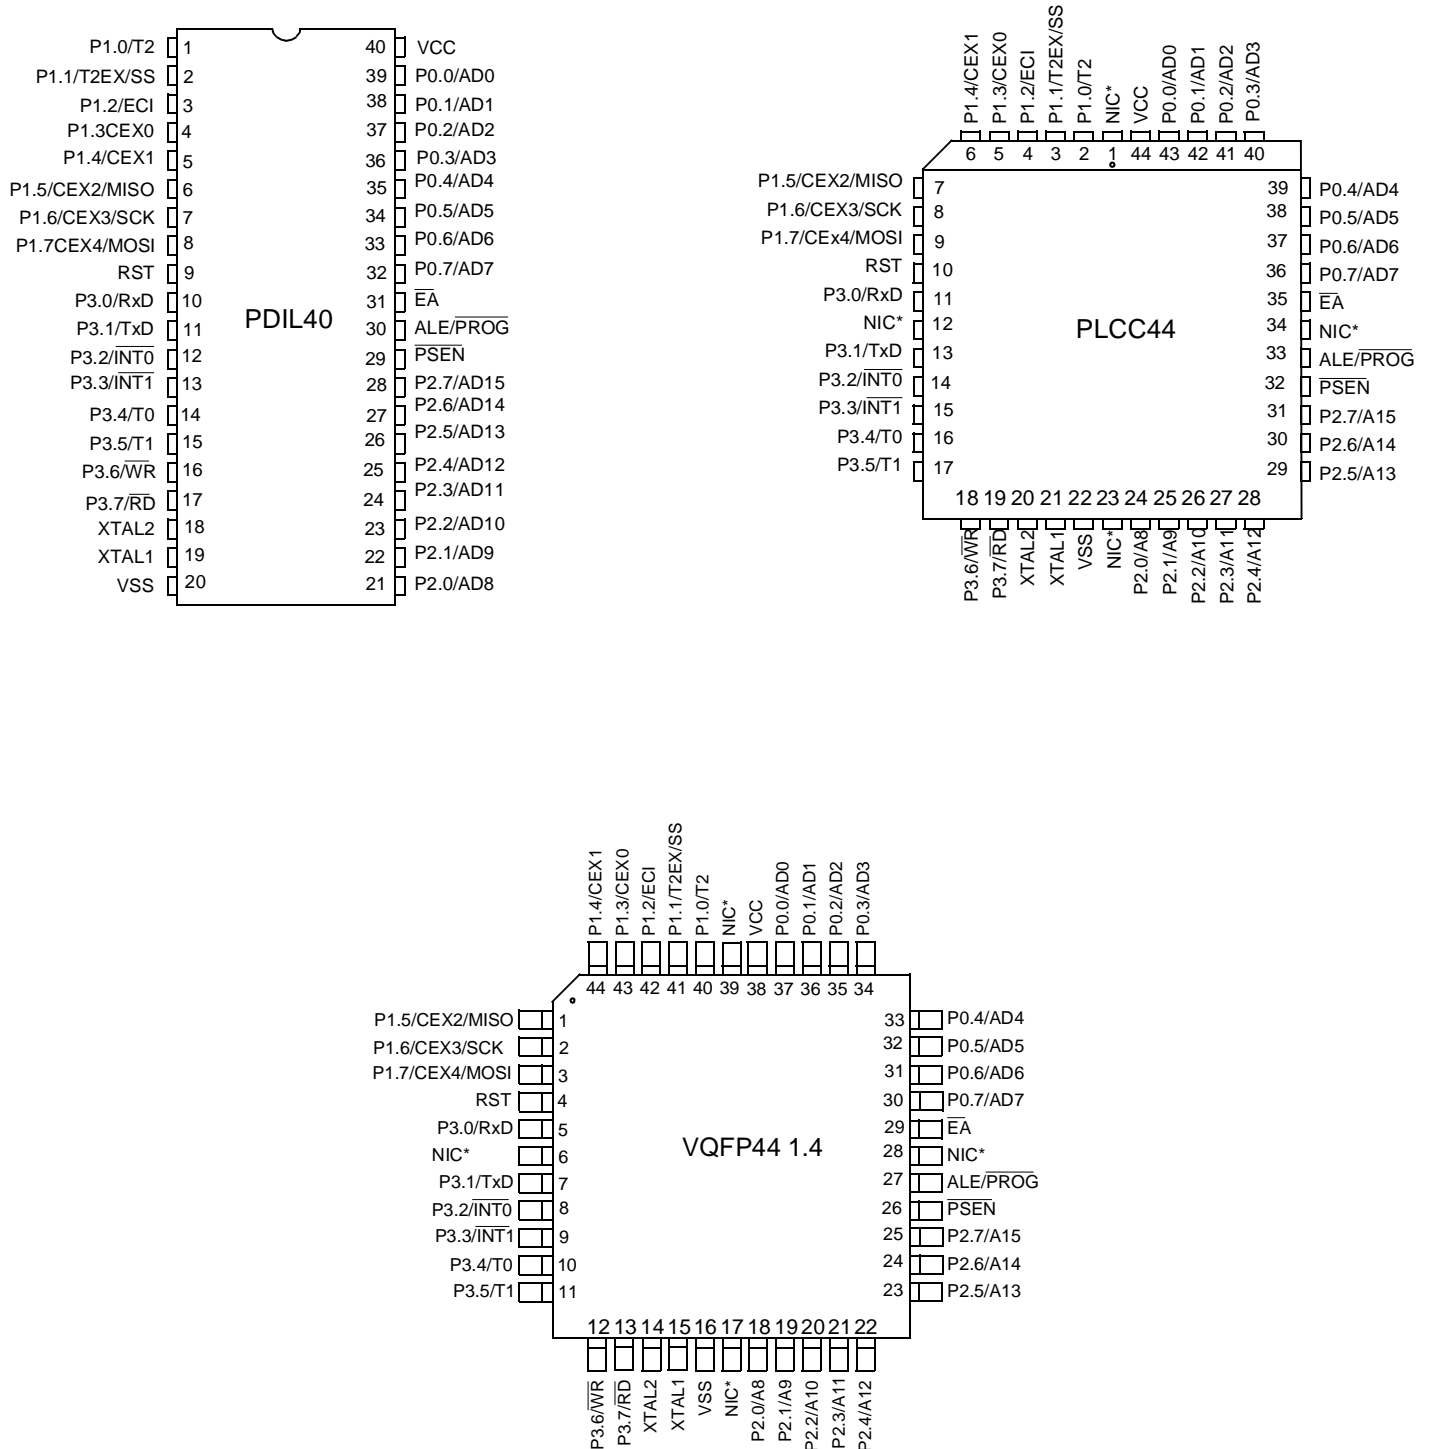 P1.0/T2 1 40 VCC
P1.1/T2EX/SS 2 39 P0.0/AD0
P1.2/ECI 3 38 P0.1/AD1
P1.3CEX0 4 37 P0.2/AD2
P1.4/CEX1 5 36 P0.3/AD3
P1.5/CEX2/MISO 6 35 P0.4/AD4
P1.6/CEX3/SCK 7 34 P0.5/AD5
P1.7CEX4/MOSI 8 33 P0.6/AD6
RST 9 32 P0.7/AD7
P3.0/RxD 10 31 EA
PDIL40
P3.1/TxD 11 30 ALE/PROG
P3.2/INT0 12 29 PSEN
P3.3/INT1 13 28 P2.7/AD15
P3.4/T0 14 27 P2.6/AD14
P3.5/T1 15 26 P2.5/AD13
P3.6/WR 16 25 P2.4/AD12
P3.7/RD 17 24 P2.3/AD11
XTAL2 18 23 P2.2/AD10
XTAL1 19 22 P2.1/AD9
VSS 20 21 P2.0/AD8
P1.4/CEX1 P1.3/CEX0 P1.2/ECI P1.1/T2EX/SS P1.0/T2 NIC* VCC P0.0/AD0 P0.1/AD1 P0.2/AD2 P0.3/AD3
6 5 4 3 2 1 44 43 42 41 40
P1.5/CEX2/MISO 7 39 P0.4/AD4
P1.6/CEX3/SCK 8 38 P0.5/AD5
P1.7/CEx4/MOSI 9 37 P0.6/AD6
RST 10 36 P0.7/AD7
P3.0/RxD 11 35 EA
NIC* 12 34 NIC*
PLCC44
P3.1/TxD 13 33 ALE/PROG
P3.2/INT0 14 32 PSEN
P3.3/INT1 15 31 P2.7/A15
P3.4/T0 16 30 P2.6/A14
P3.5/T1 17 29 P2.5/A13
18 19 20 21 22 23 24 25 26 27 28
P3.6/WR P3.7/RD XTAL2 XTAL1 VSS NIC* P2.0/A8 P2.1/A9 P2.2/A10 P2.3/A11 P2.4/A12
P1.4/CEX1 P1.3/CEX0 P1.2/ECI P1.1/T2EX/SS P1.0/T2 NIC* VCC P0.0/AD0 P0.1/AD1 P0.2/AD2 P0.3/AD3
44 43 42 41 40 39 38 37 36 35 34
P1.5/CEX2/MISO 1 33 P0.4/AD4
P1.6/CEX3/SCK 2 32 P0.5/AD5
P1.7/CEX4/MOSI 3 31 P0.6/AD6
RST 4 30 P0.7/AD7
P3.0/RxD 5 29 EA
NIC* 6 28 NIC*
VQFP44 1.4
P3.1/TxD 7 27 ALE/PROG
P3.2/INT0 8 26 PSEN
P3.3/INT1 9 25 P2.7/A15
P3.4/T0 10 24 P2.6/A14
P3.5/T1 11 23 P2.5/A13
12 13 14 15 16 17 18 19 20 21 22
P3.6/WR P3.7/RD XTAL2 XTAL1 VSS NIC* P2.0/A8 P2.1/A9 P2.2/A10 P2.3/A11 P2.4/A12